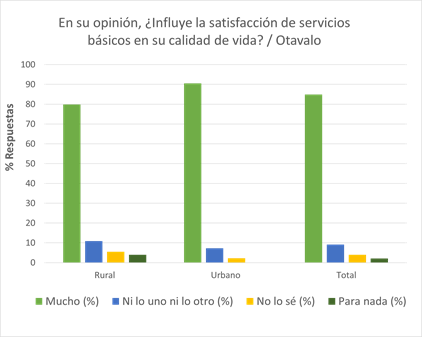 En su opinión, ¿Influye la satisfacción de servicios
básicos en su calidad de vida? / Otavalo
% Respuestas
100
90
80
70
60
50
40
30
20
10
0
Rural Urbano Total
Mucho (%) Ni lo uno ni lo otro (%) No lo sé (%) Para nada (%)